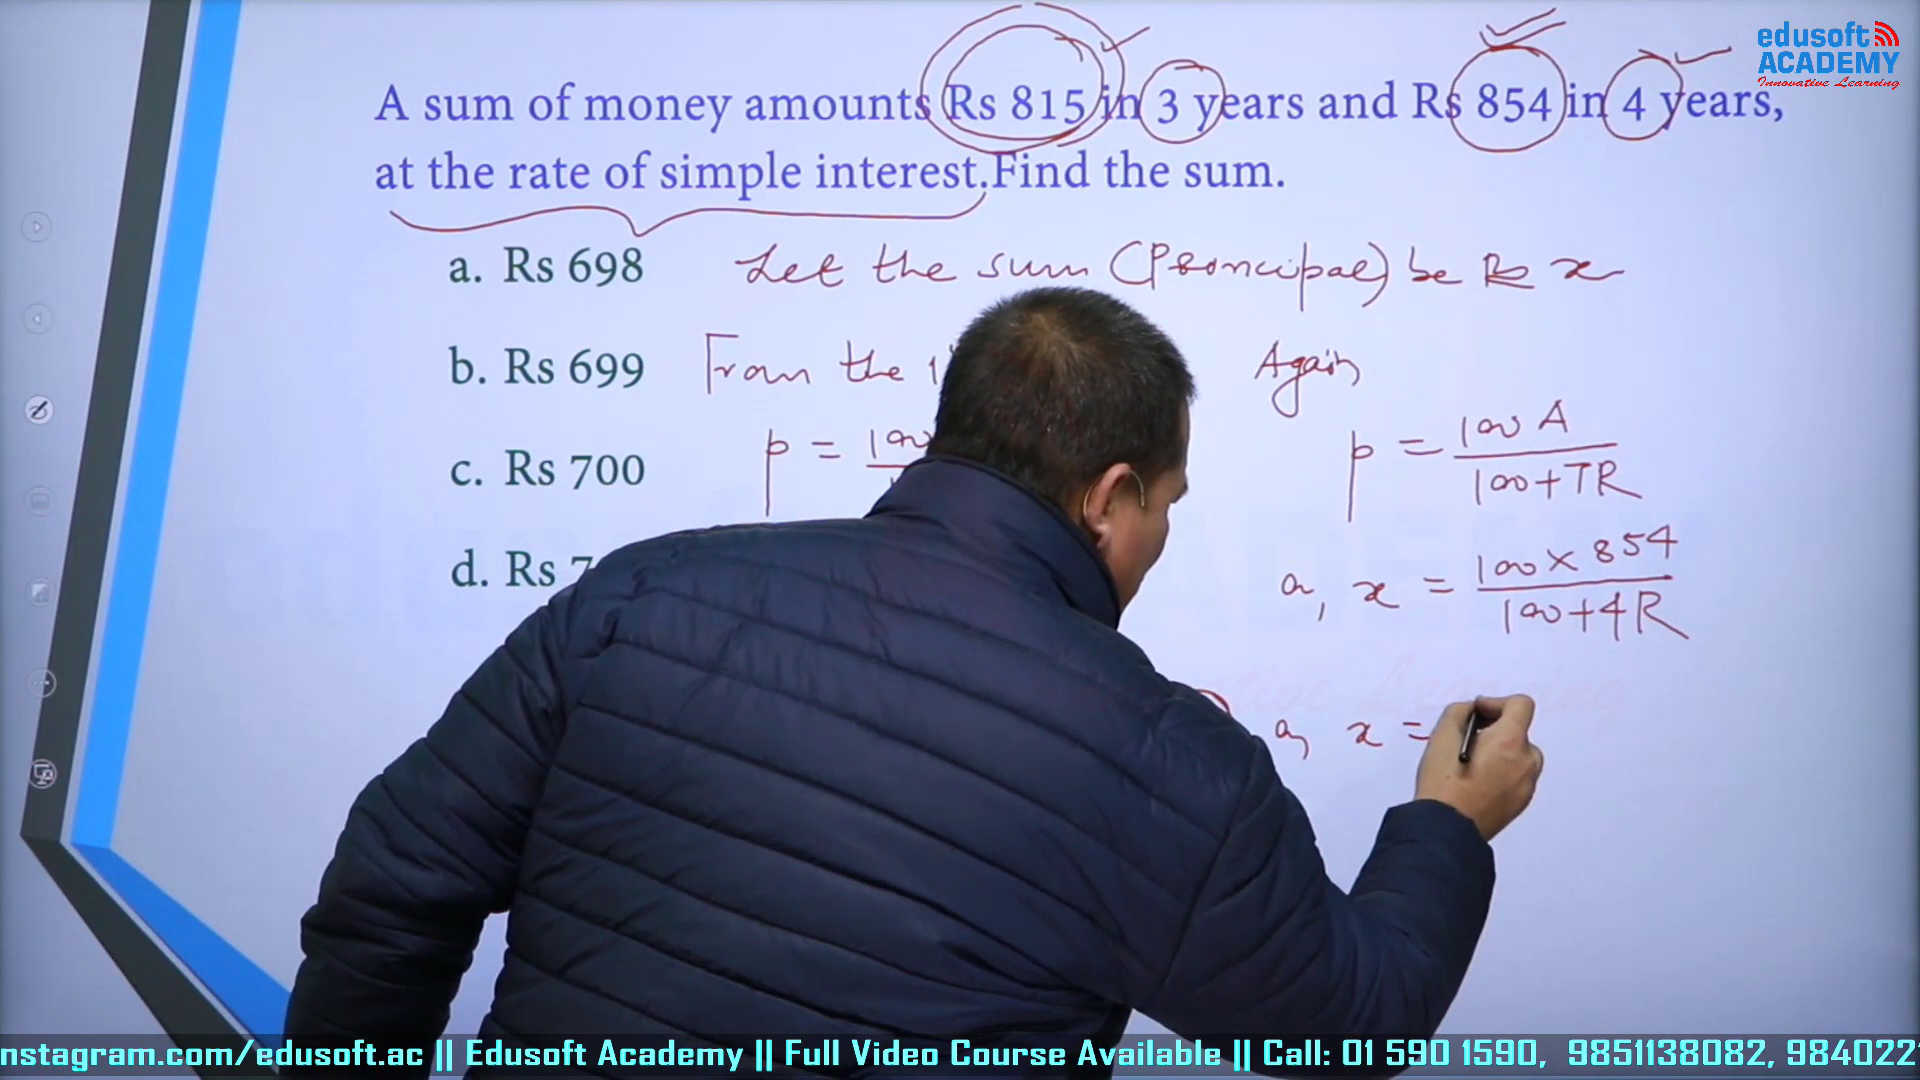 edusoft
ACADEMY
Innovative Learning
A sum of money amounts Rs 815 in 3 years and Rs 854 in 4 years,
at the rate of simple interest.Find the sum.
a. Rs 698
Let the sum (Principal) be Rs x
b. Rs 699
From the
Again
c. Rs 700
p = 100
p = 100 A / 100+TR
d. Rs 7
or, x = 100 × 854 / 100+4R
or, x =
nstagram.com/edusoft.ac || Edusoft Academy || Full Video Course Available || Call: 01 590 1590, 9851138082, 984022